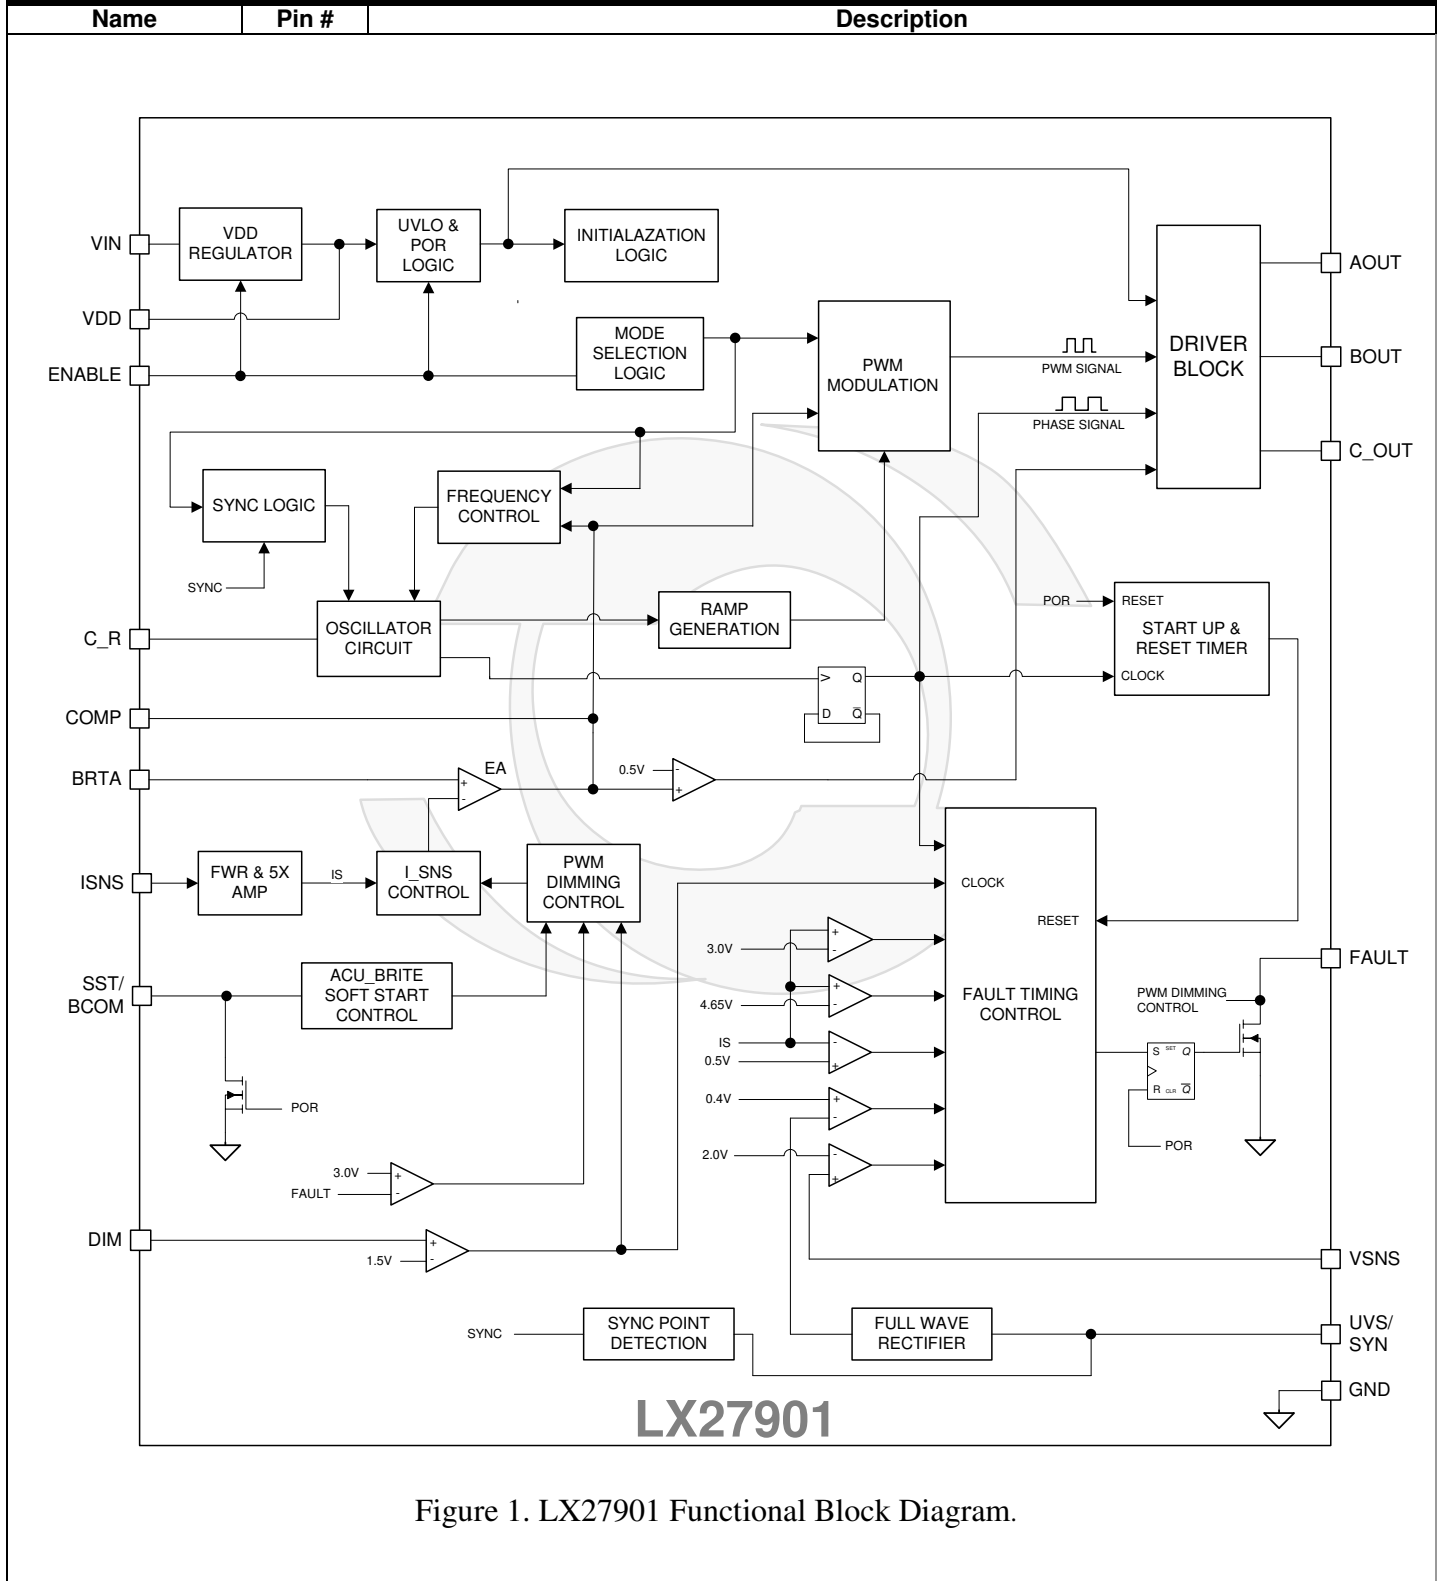 Name Pin # Description
VIN
VDD
REGULATOR
UVLO &
POR
LOGIC
INITIALAZATION
LOGIC
VDD
ENABLE
MODE
SELECTION
LOGIC
PWM
MODULATION
PWM SIGNAL
PHASE SIGNAL
DRIVER
BLOCK
AOUT
BOUT
C_OUT
SYNC LOGIC
FREQUENCY
CONTROL
SYNC
C_R
OSCILLATOR
CIRCUIT
RAMP
GENERATION
POR
RESET
START UP &
RESET TIMER
CLOCK
> Q
D Q
COMP
BRTA
+
-
EA
0.5V
-
+
ISNS
FWR & 5X
AMP
IS
I_SNS
CONTROL
PWM
DIMMING
CONTROL
CLOCK
RESET
FAULT TIMING
CONTROL
3.0V
+
-
4.65V
+
-
IS
0.5V
-
+
0.4V
+
-
2.0V
-
+
SST/
BCOM
ACU_BRITE
SOFT START
CONTROL
POR
FAULT
PWM DIMMING
CONTROL
S SET Q
R CLR Q
POR
3.0V
FAULT
+
-
DIM
+
-
1.5V
VSNS
SYNC
SYNC POINT
DETECTION
FULL WAVE
RECTIFIER
UVS/
SYN
GND
LX27901
Figure 1. LX27901 Functional Block Diagram.